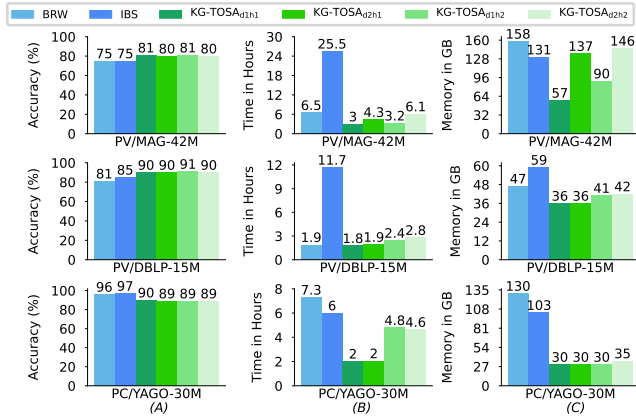 BRW IBS KG-TOSAd1h1 KG-TOSAd2h1 KG-TOSAd1h2 KG-TOSAd2h2
Accuracy (%)
100
80
60
40
20
0
75 75 81 80 81 80
PV/MAG-42M
Time in Hours
30
24
18
12
6
0
6.5 25.5 3 4.3 3.2 6.1
PV/MAG-42M
Memory in GB
160
128
96
64
32
0
158 131 57 137 90 146
PV/MAG-42M
Accuracy (%)
100
80
60
40
20
0
81 85 90 90 91 90
PV/DBLP-15M
Time in Hours
12
9
6
3
0
1.9 11.7 1.8 1.9 2.4 2.8
PV/DBLP-15M
Memory in GB
60
48
36
24
12
0
47 59 36 36 41 42
PV/DBLP-15M
Accuracy (%)
100
80
60
40
20
0
96 97 90 89 89 89
PC/YAGO-30M
(A)
Time in Hours
8
6
4
2
0
7.3 6 2 2 4.8 4.6
PC/YAGO-30M
(B)
Memory in GB
135
108
81
54
27
0
130 103 30 30 30 35
PC/YAGO-30M
(C)